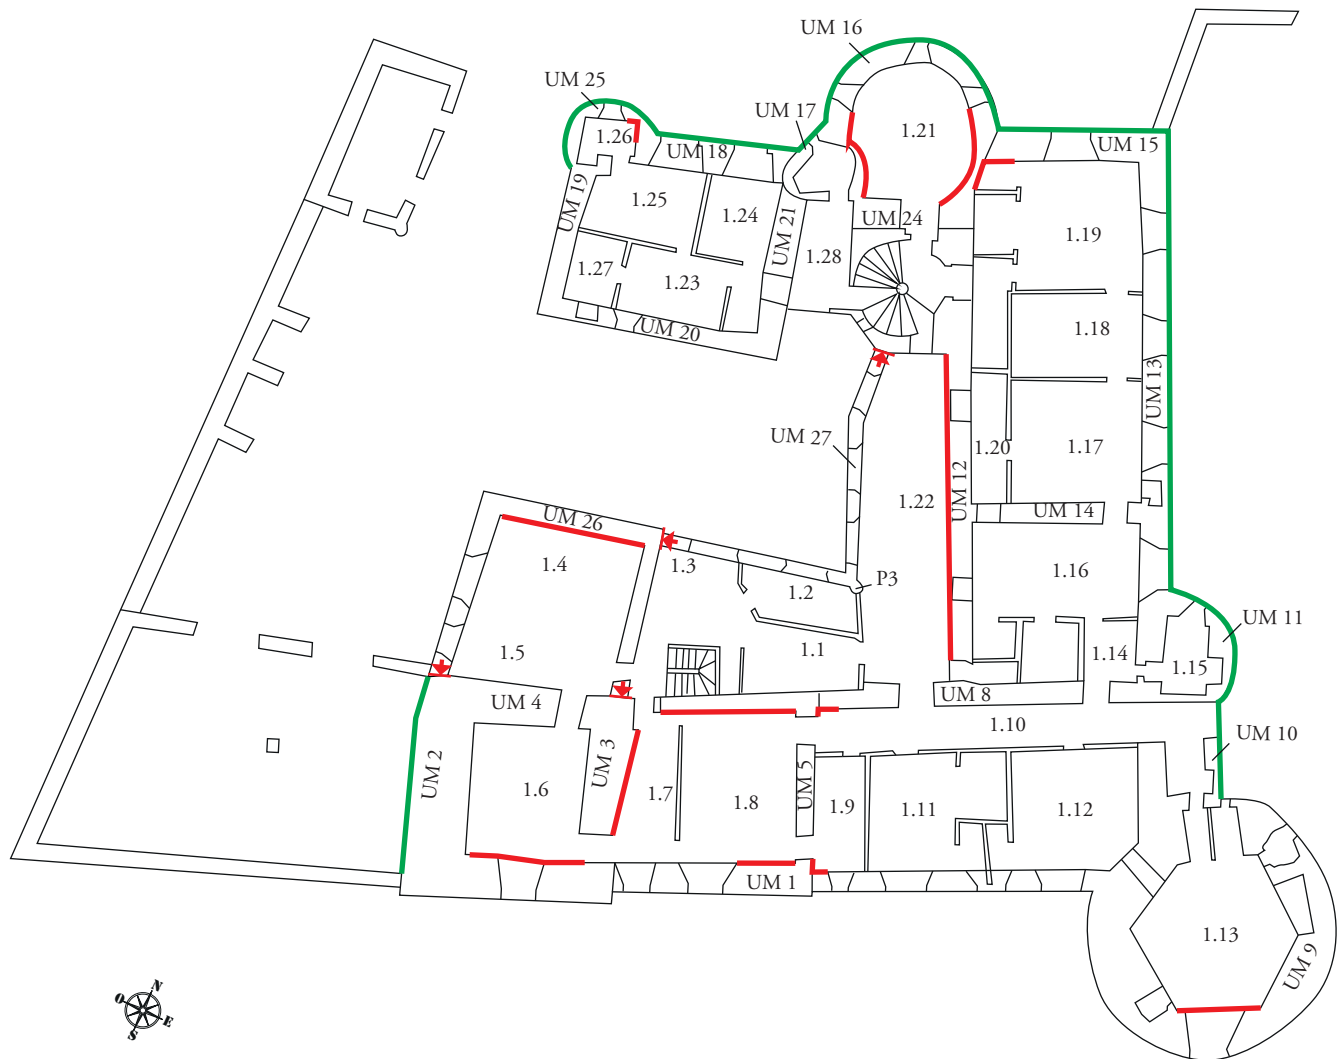 UM 16
UM 25
UM 17
1.26
1.21
UM 18
UM 15
UM 19
1.25
1.24
UM 21
UM 24
1.19
1.28
1.27
1.23
UM 20
1.18
UM 13
UM 27
1.20
1.17
UM 12
1.22
UM 14
UM 26
1.4
1.3
1.2
P3
1.16
UM 11
1.5
1.1
1.14
1.15
UM 4
UM 8
1.10
UM 10
UM 2
UM 3
1.6
1.7
1.8
UM 5
1.9
1.11
1.12
UM 1
1.13
UM 9
N
O
E
S